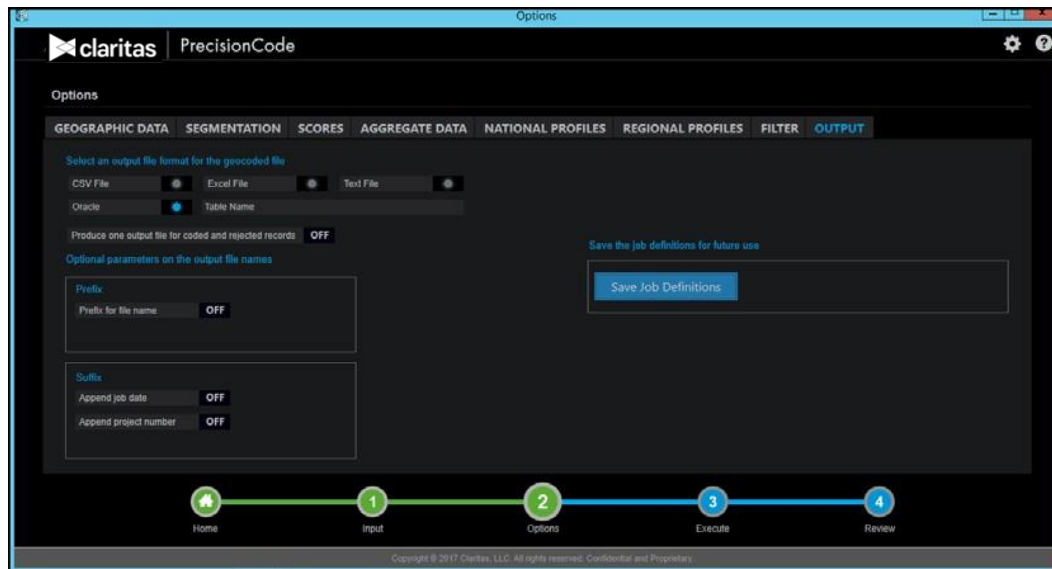 Options
claritas PrecisionCode
Options
GEOGRAPHIC DATA SEGMENTATION SCORES AGGREGATE DATA NATIONAL PROFILES REGIONAL PROFILES FILTER OUTPUT
Select an output file format for the geocoded file
CSV File Excel File Text File
Oracle Table Name
Produce one output file for coded and rejected records OFF
Save the job definitions for future use
Optional parameters on the output file names
Save Job Definitions
Prefix
Prefix for file name OFF
Suffix
Append job date OFF
Append project number OFF
1 2 3 4
Home Input Options Execute Review
Copyright © 2017 Claritas, LLC. All rights reserved. Confidential and Proprietary.